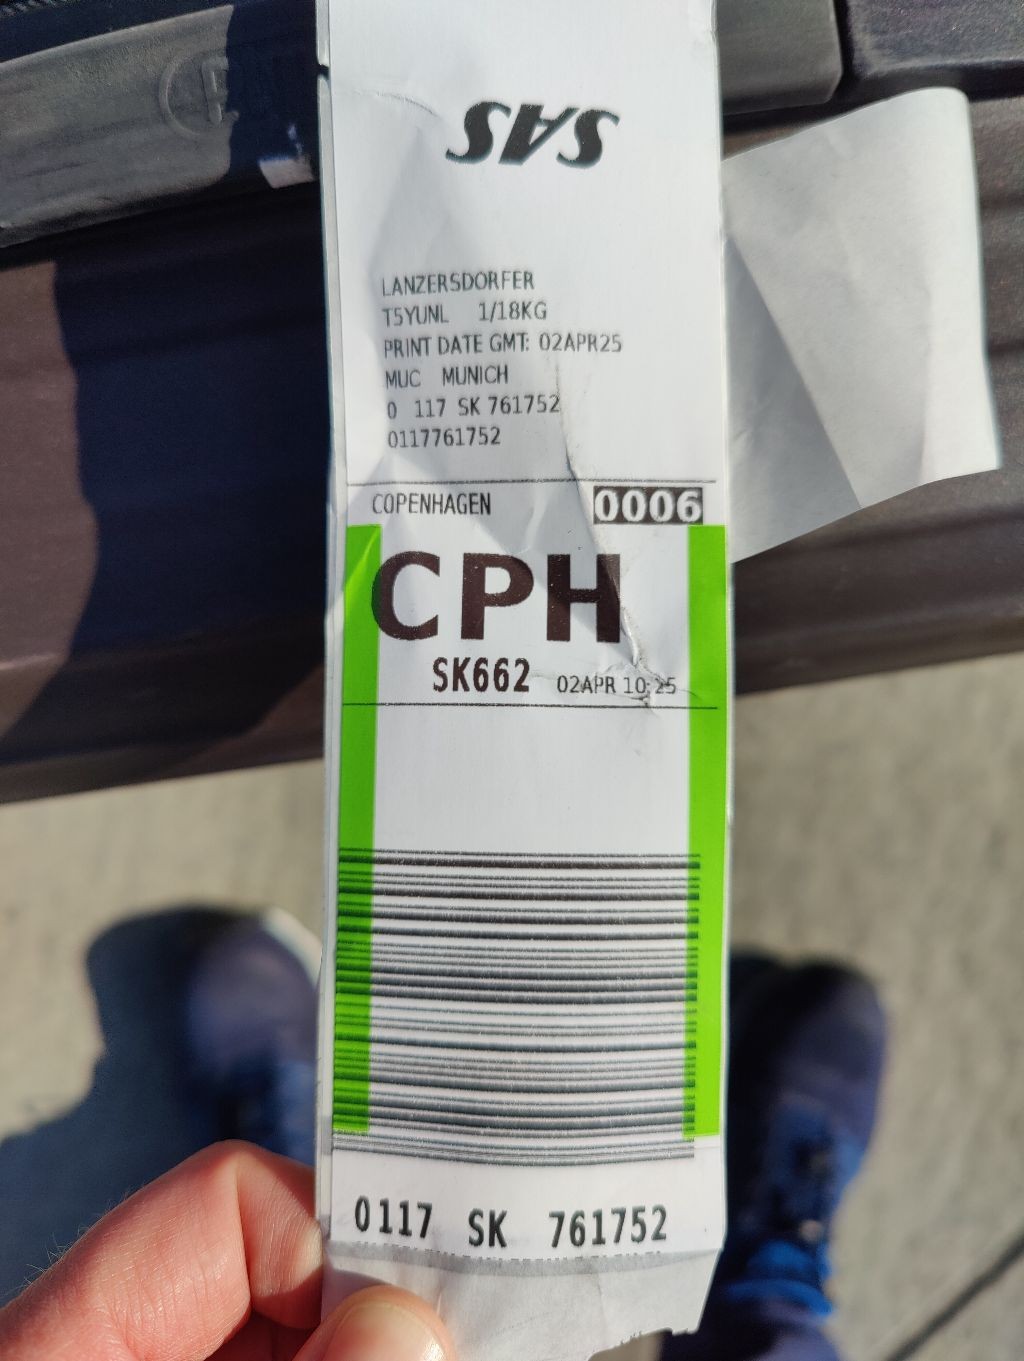 SAS
LANZERSDORFER
T5YUNL 1/18KG
PRINT DATE GMT: 02APR25
MUC MUNICH
0 117 SK 761752
0117761752
COPENHAGEN 0006
CPH
SK662 02APR 10:25
0117 SK 761752